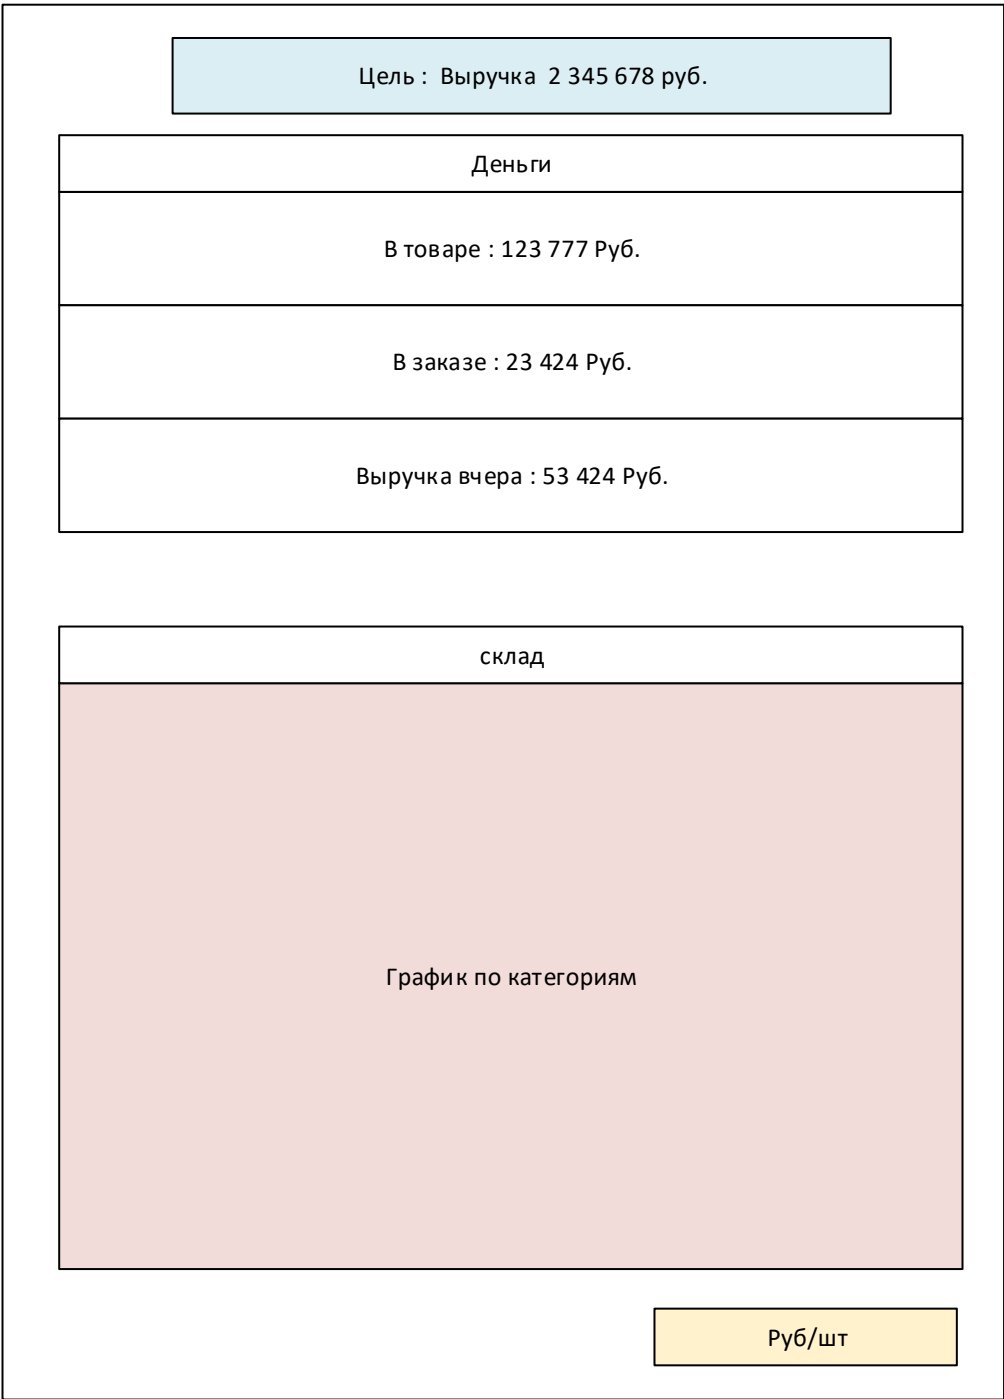 Цель : Выручка 2 345 678 руб.
Деньги
В товаре : 123 777 Руб.
В заказе : 23 424 Руб.
Выручка вчера : 53 424 Руб.
склад
График по категориям
Руб/шт